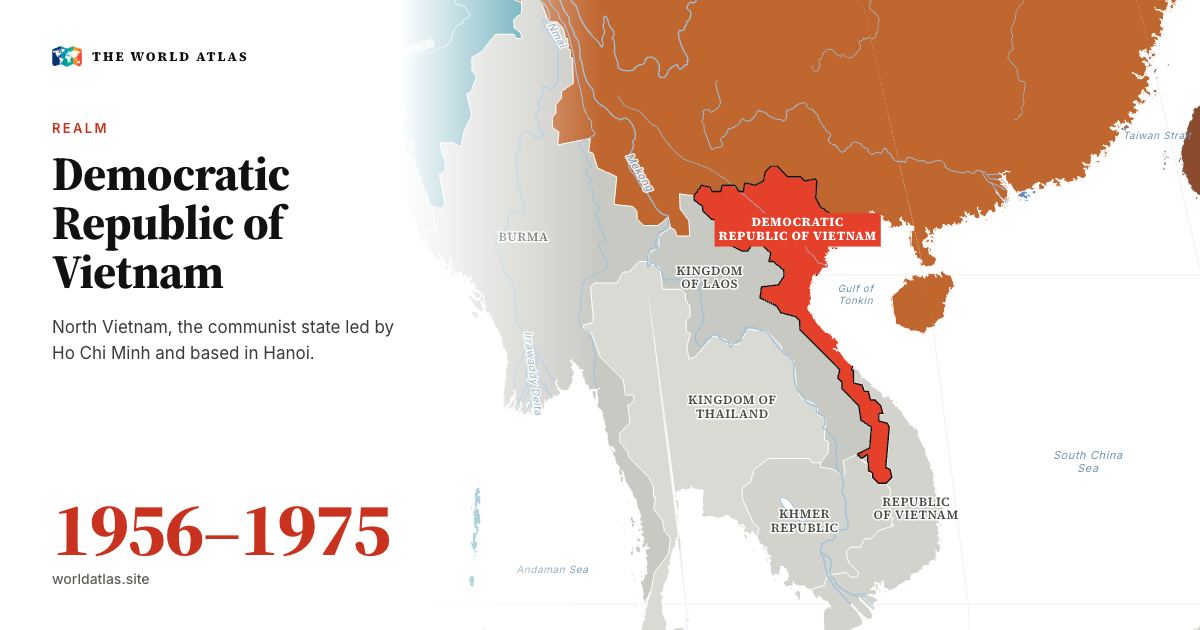 THE WORLD ATLAS
REALM
Democratic
Republic of
Vietnam
North Vietnam, the communist state led by
Ho Chi Minh and based in Hanoi.
1956–1975
worldatlas.site
Nmai
Mekong
Taiwan Strait
BURMA
DEMOCRATIC
REPUBLIC OF VIETNAM
KINGDOM
OF LAOS
Gulf of
Tonkin
Irrawaddy Delta
KINGDOM OF
THAILAND
South China
Sea
KHMER
REPUBLIC
REPUBLIC
OF VIETNAM
Andaman Sea